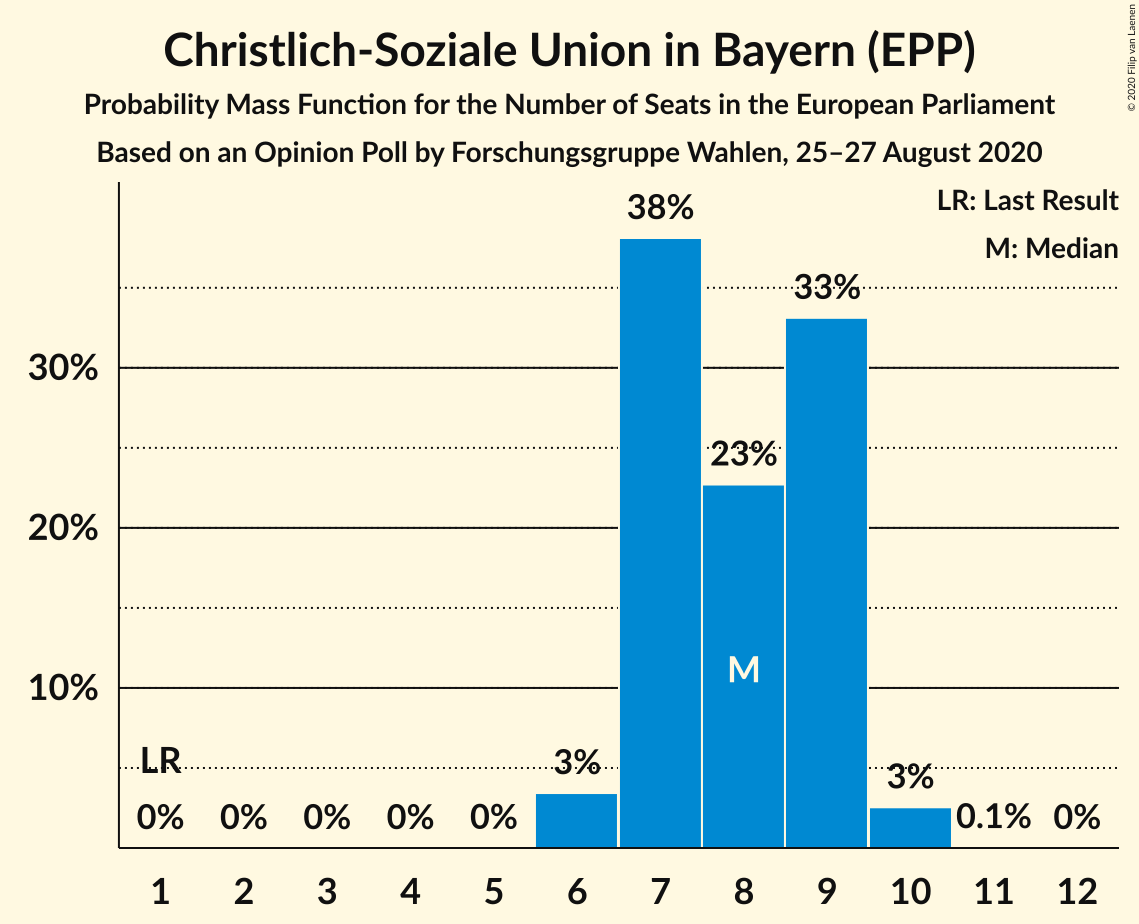 Christlich-Soziale Union in Bayern (EPP)
Probability Mass Function for the Number of Seats in the European Parliament
Based on an Opinion Poll by Forschungsgruppe Wahlen, 25–27 August 2020
© 2020 Filip van Laenen
LR: Last Result
M: Median
38%
33%
30%
23%
20%
M
10%
LR
3%
3%
0% 0% 0% 0% 0% 0.1% 0%
1 2 3 4 5 6 7 8 9 10 11 12